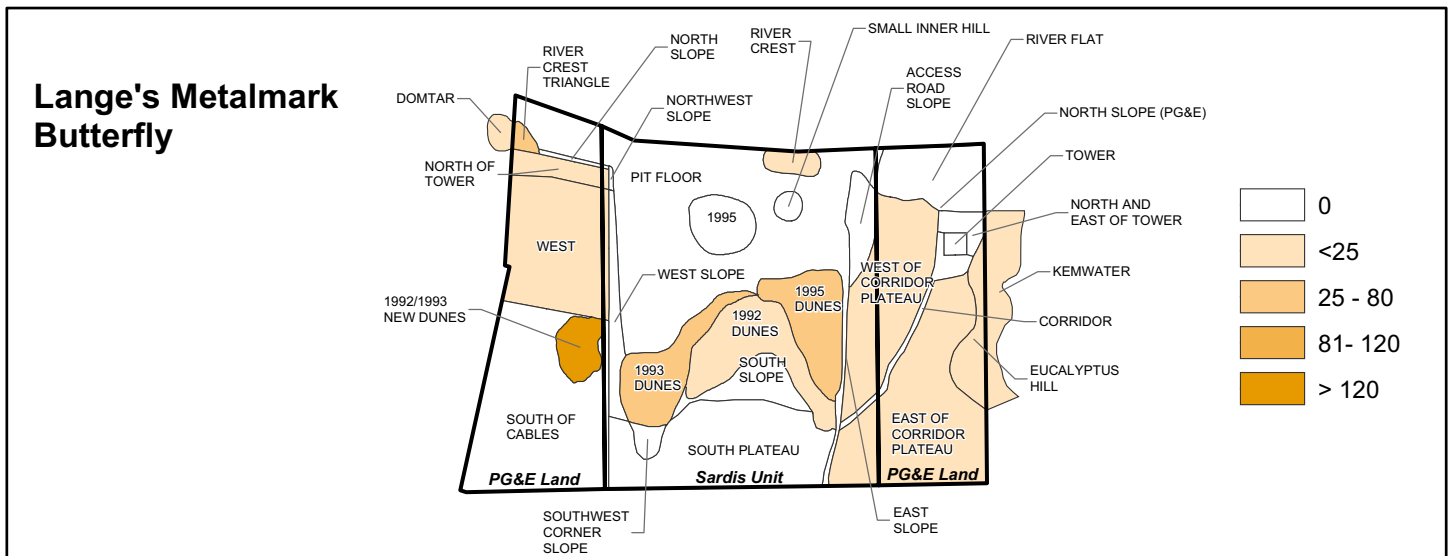 Lange's Metalmark
Butterfly
DOMTAR
RIVER
CREST
TRIANGLE
NORTH
SLOPE
NORTHWEST
SLOPE
RIVER
CREST
SMALL INNER HILL
ACCESS
ROAD
SLOPE
RIVER FLAT
NORTH SLOPE (PG&E)
TOWER
NORTH AND
EAST OF TOWER
KEMWATER
CORRIDOR
EUCALYPTUS
HILL
NORTH OF
TOWER
PIT FLOOR
1995
WEST
WEST SLOPE
1992/1993
NEW DUNES
WEST OF
CORRIDOR
PLATEAU
1995
DUNES
1992
DUNES
SOUTH
SLOPE
1993
DUNES
SOUTH OF
CABLES
SOUTH PLATEAU
EAST OF
CORRIDOR
PLATEAU
PG&E Land
Sardis Unit
PG&E Land
SOUTHWEST
CORNER
SLOPE
EAST
SLOPE
0
<25
25 - 80
81- 120
> 120